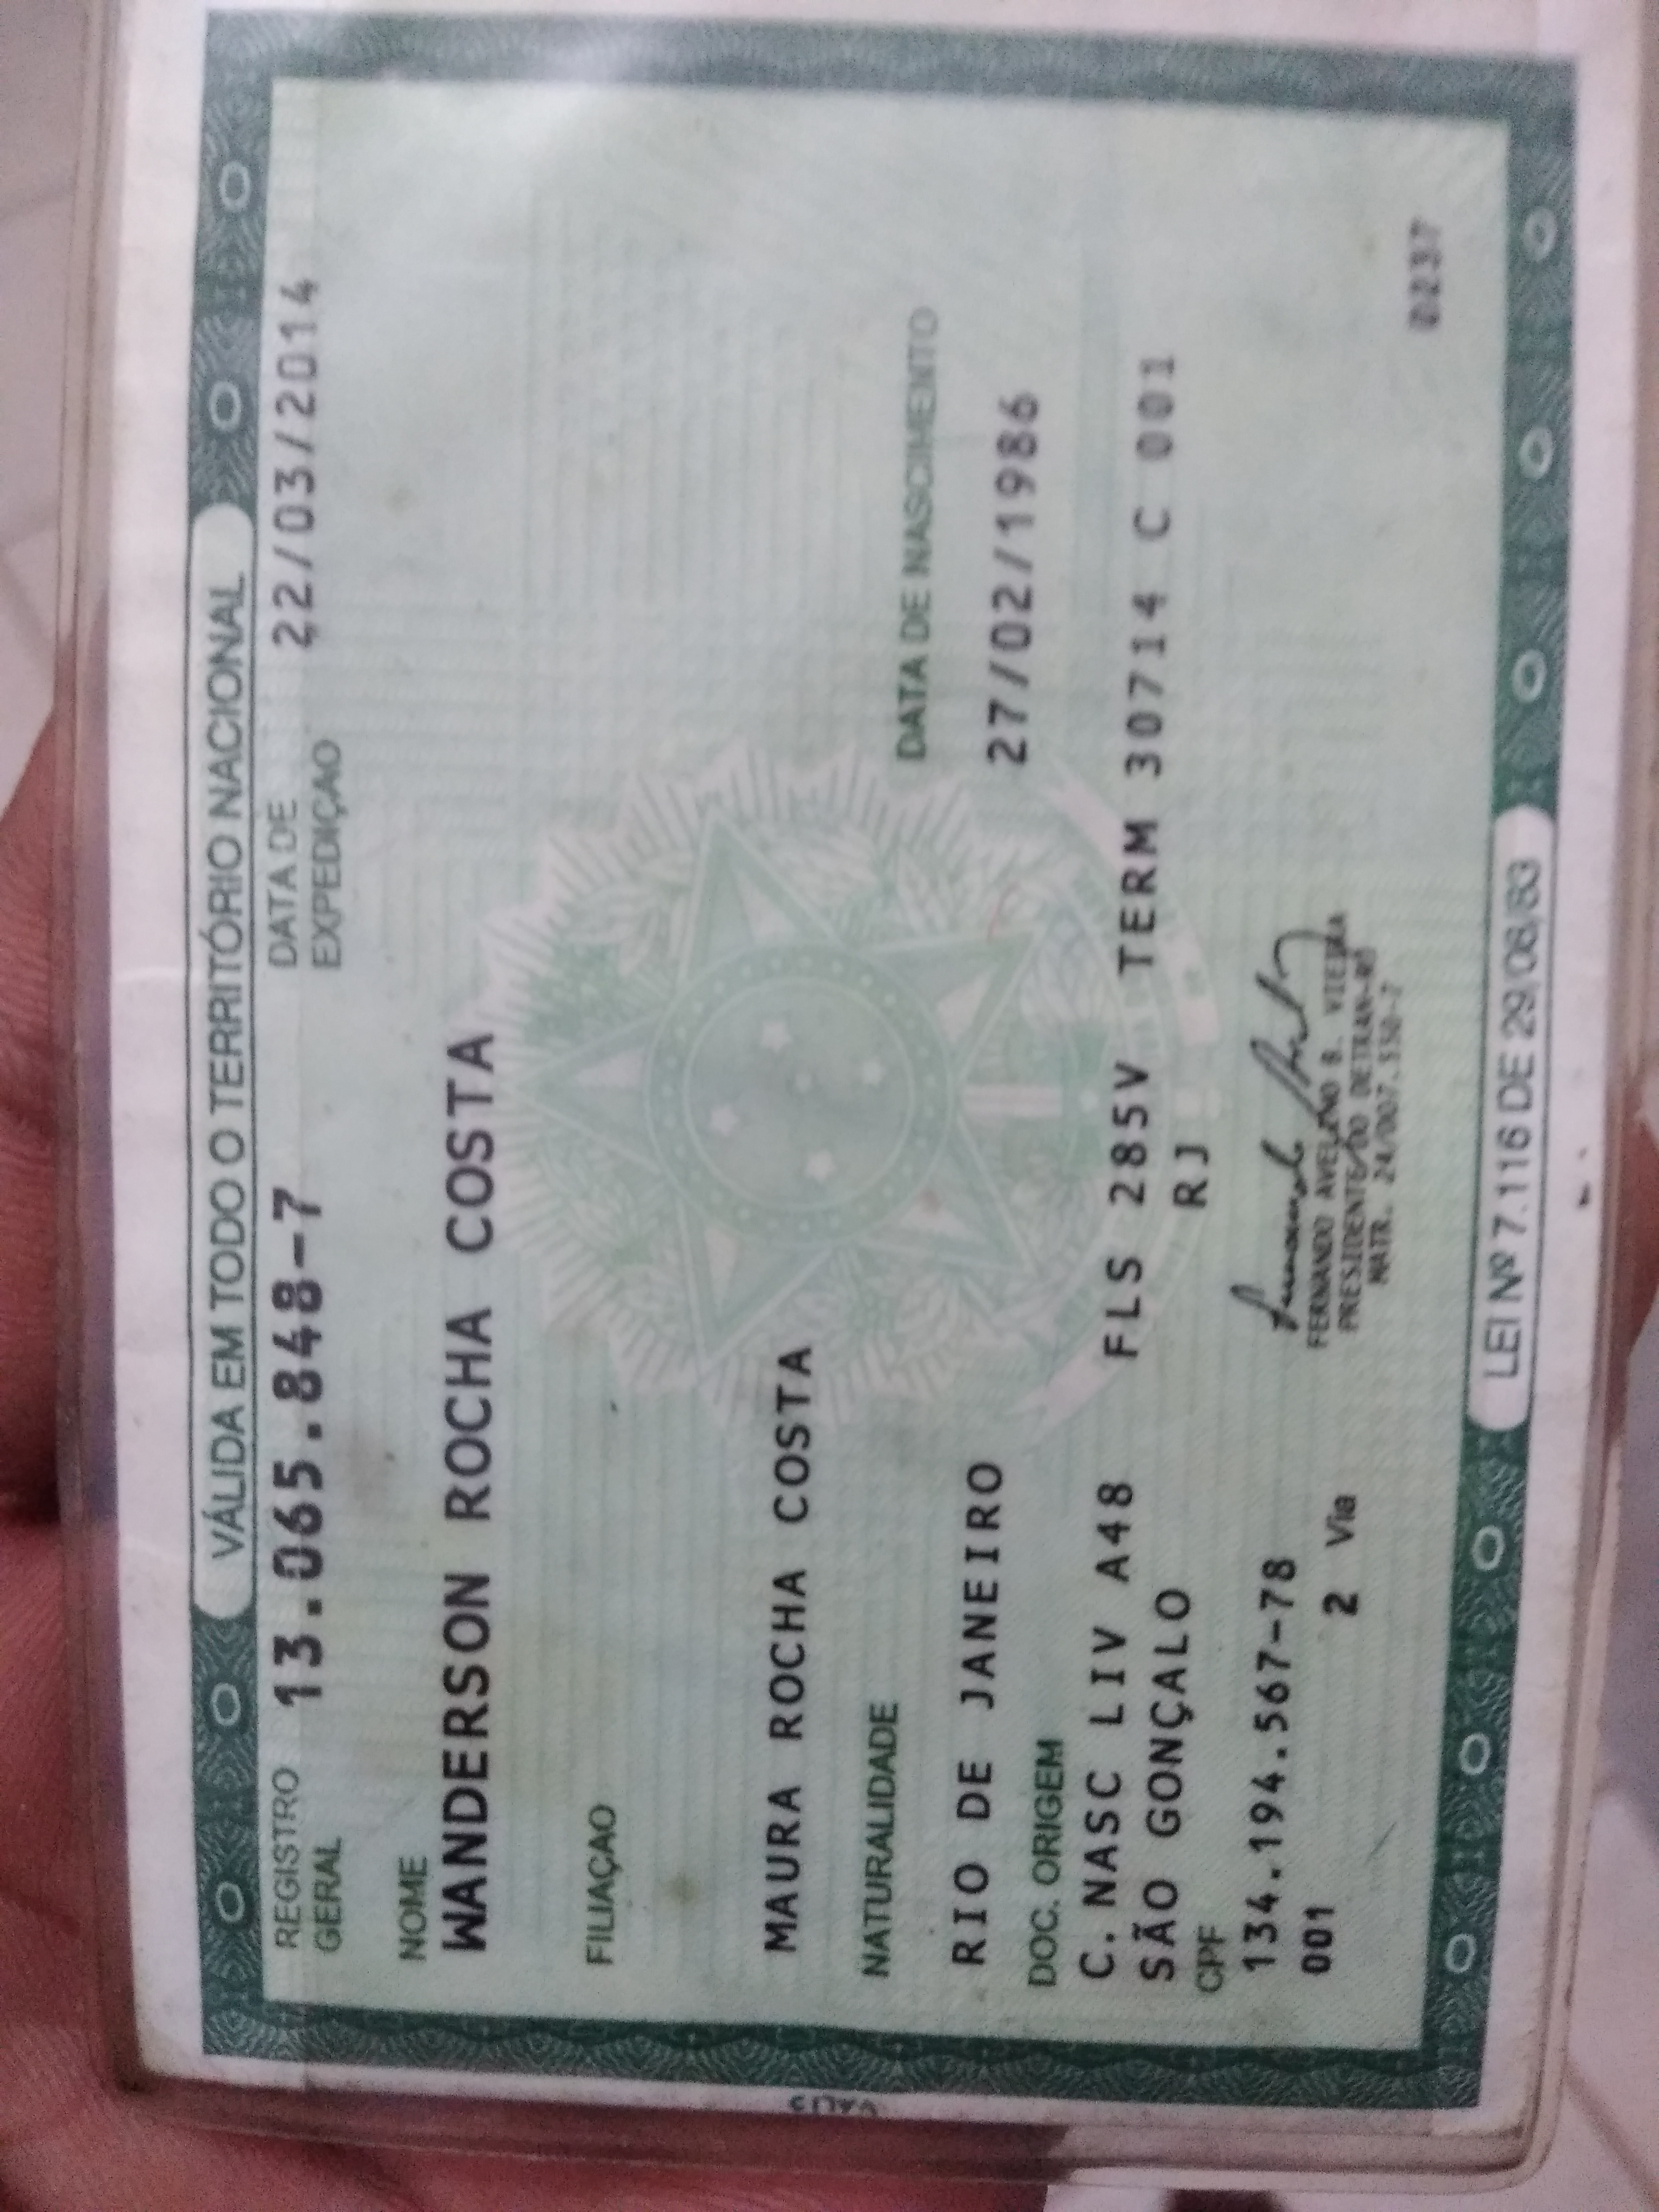 VÁLIDA EM TODO O TERRITÓRIO NACIONAL
REGISTRO GERAL 13.065.848-7 DATA DE EXPEDIÇÃO 22/03/2014
NOME
WANDERSON ROCHA COSTA
FILIAÇÃO
MAURA ROCHA COSTA
NATURALIDADE DATA DE NASCIMENTO
RIO DE JANEIRO 27/02/1986
DOC. ORIGEM
C. NASC LIV A48 FLS 285V TERM 30714 C 001
SÃO GONÇALO RJ
CPF
134.194.567-78
001 2 Via
FERNANDO AVELINO B. VIEIRA
PRESIDENTE DO DETRAN-RJ
MATR. 24/007.550-7
0237
LEI Nº 7.116 DE 29/08/83